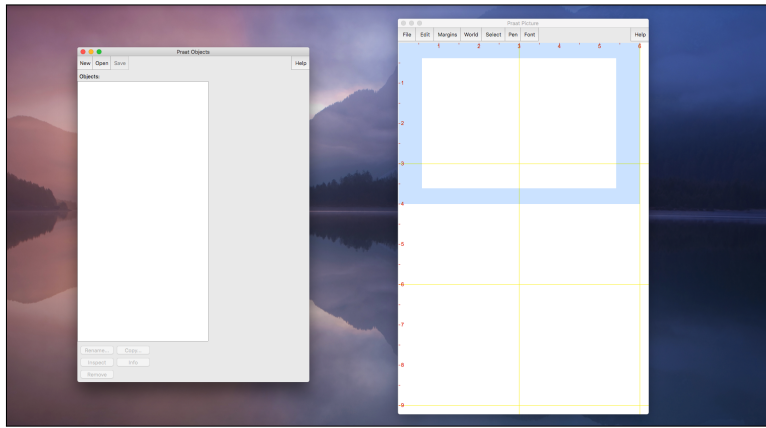 Praat Objects
New Open Save Help
Objects:
Rename... Copy...
Inspect Info
Remove
Praat Picture
File Edit Margins World Select Pen Font Help
1 2 3 4 5 6
1
2
3
4
5
6
7
8
9